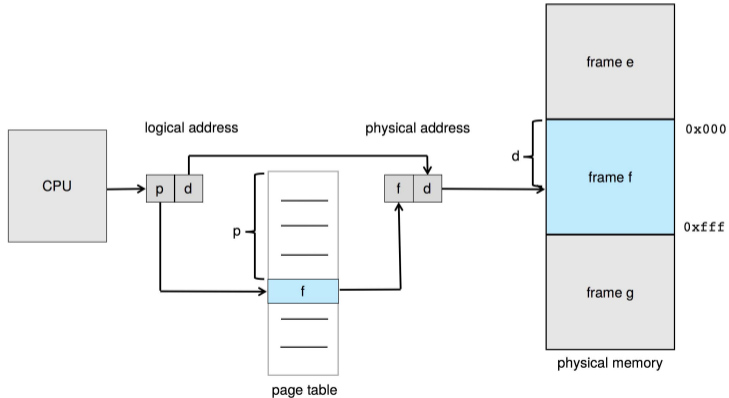 frame e
logical address
physical address
0x000
CPU
p d
f d
d
frame f
p
0xfff
f
frame g
physical memory
page table